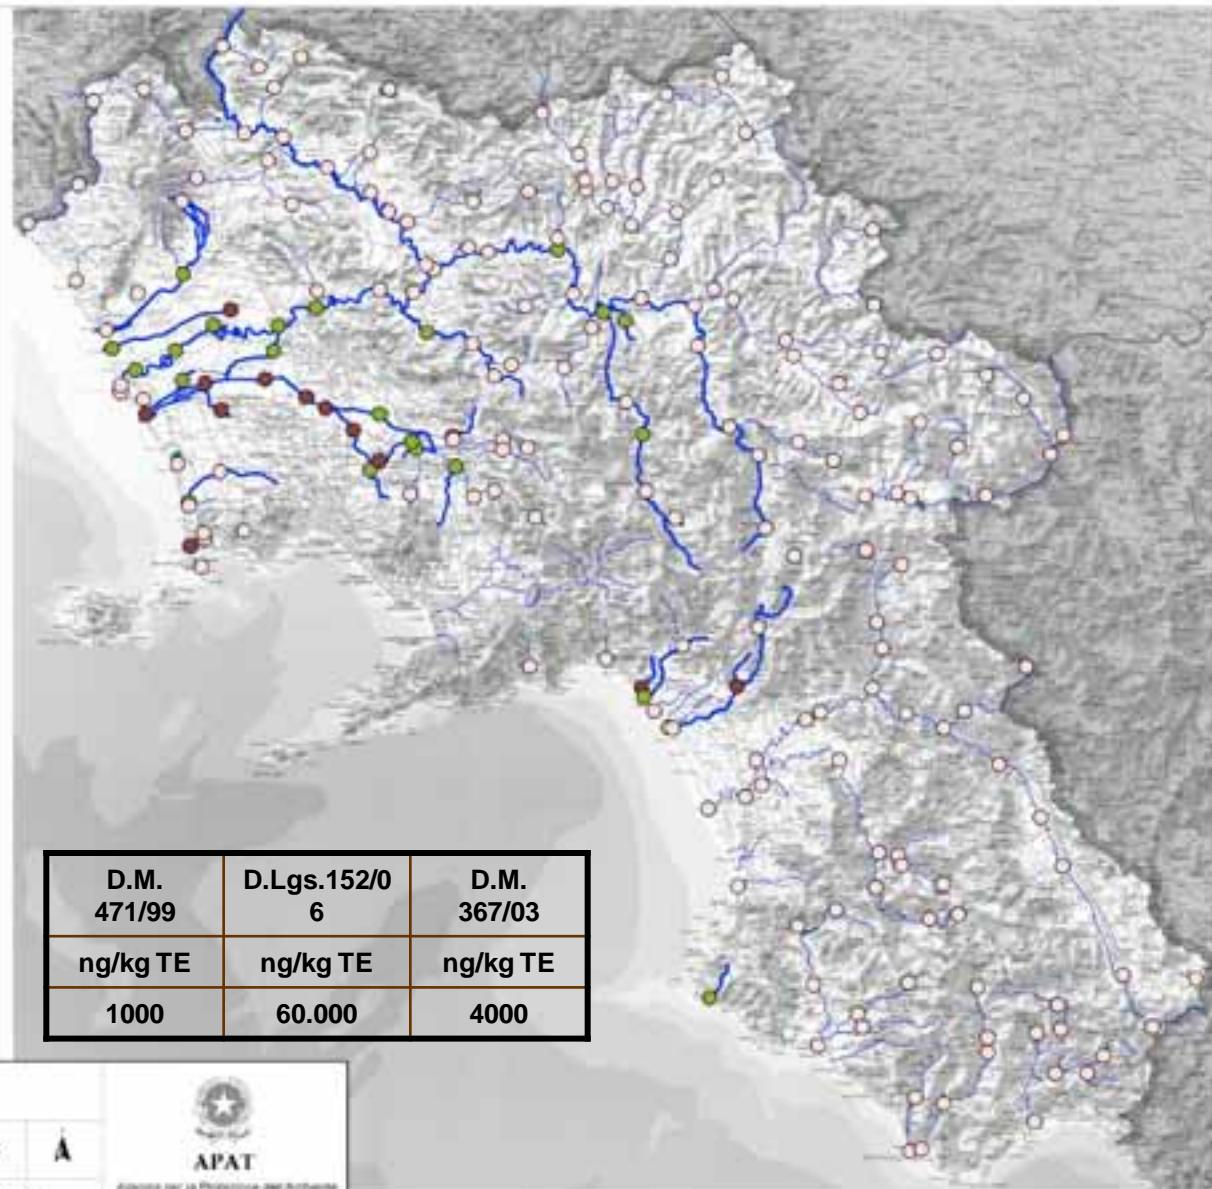 D.M.
471/99
D.Lgs.152/0
6
D.M.
367/03
ng/kg TE
ng/kg TE
ng/kg TE
1000
60.000
4000
APAT